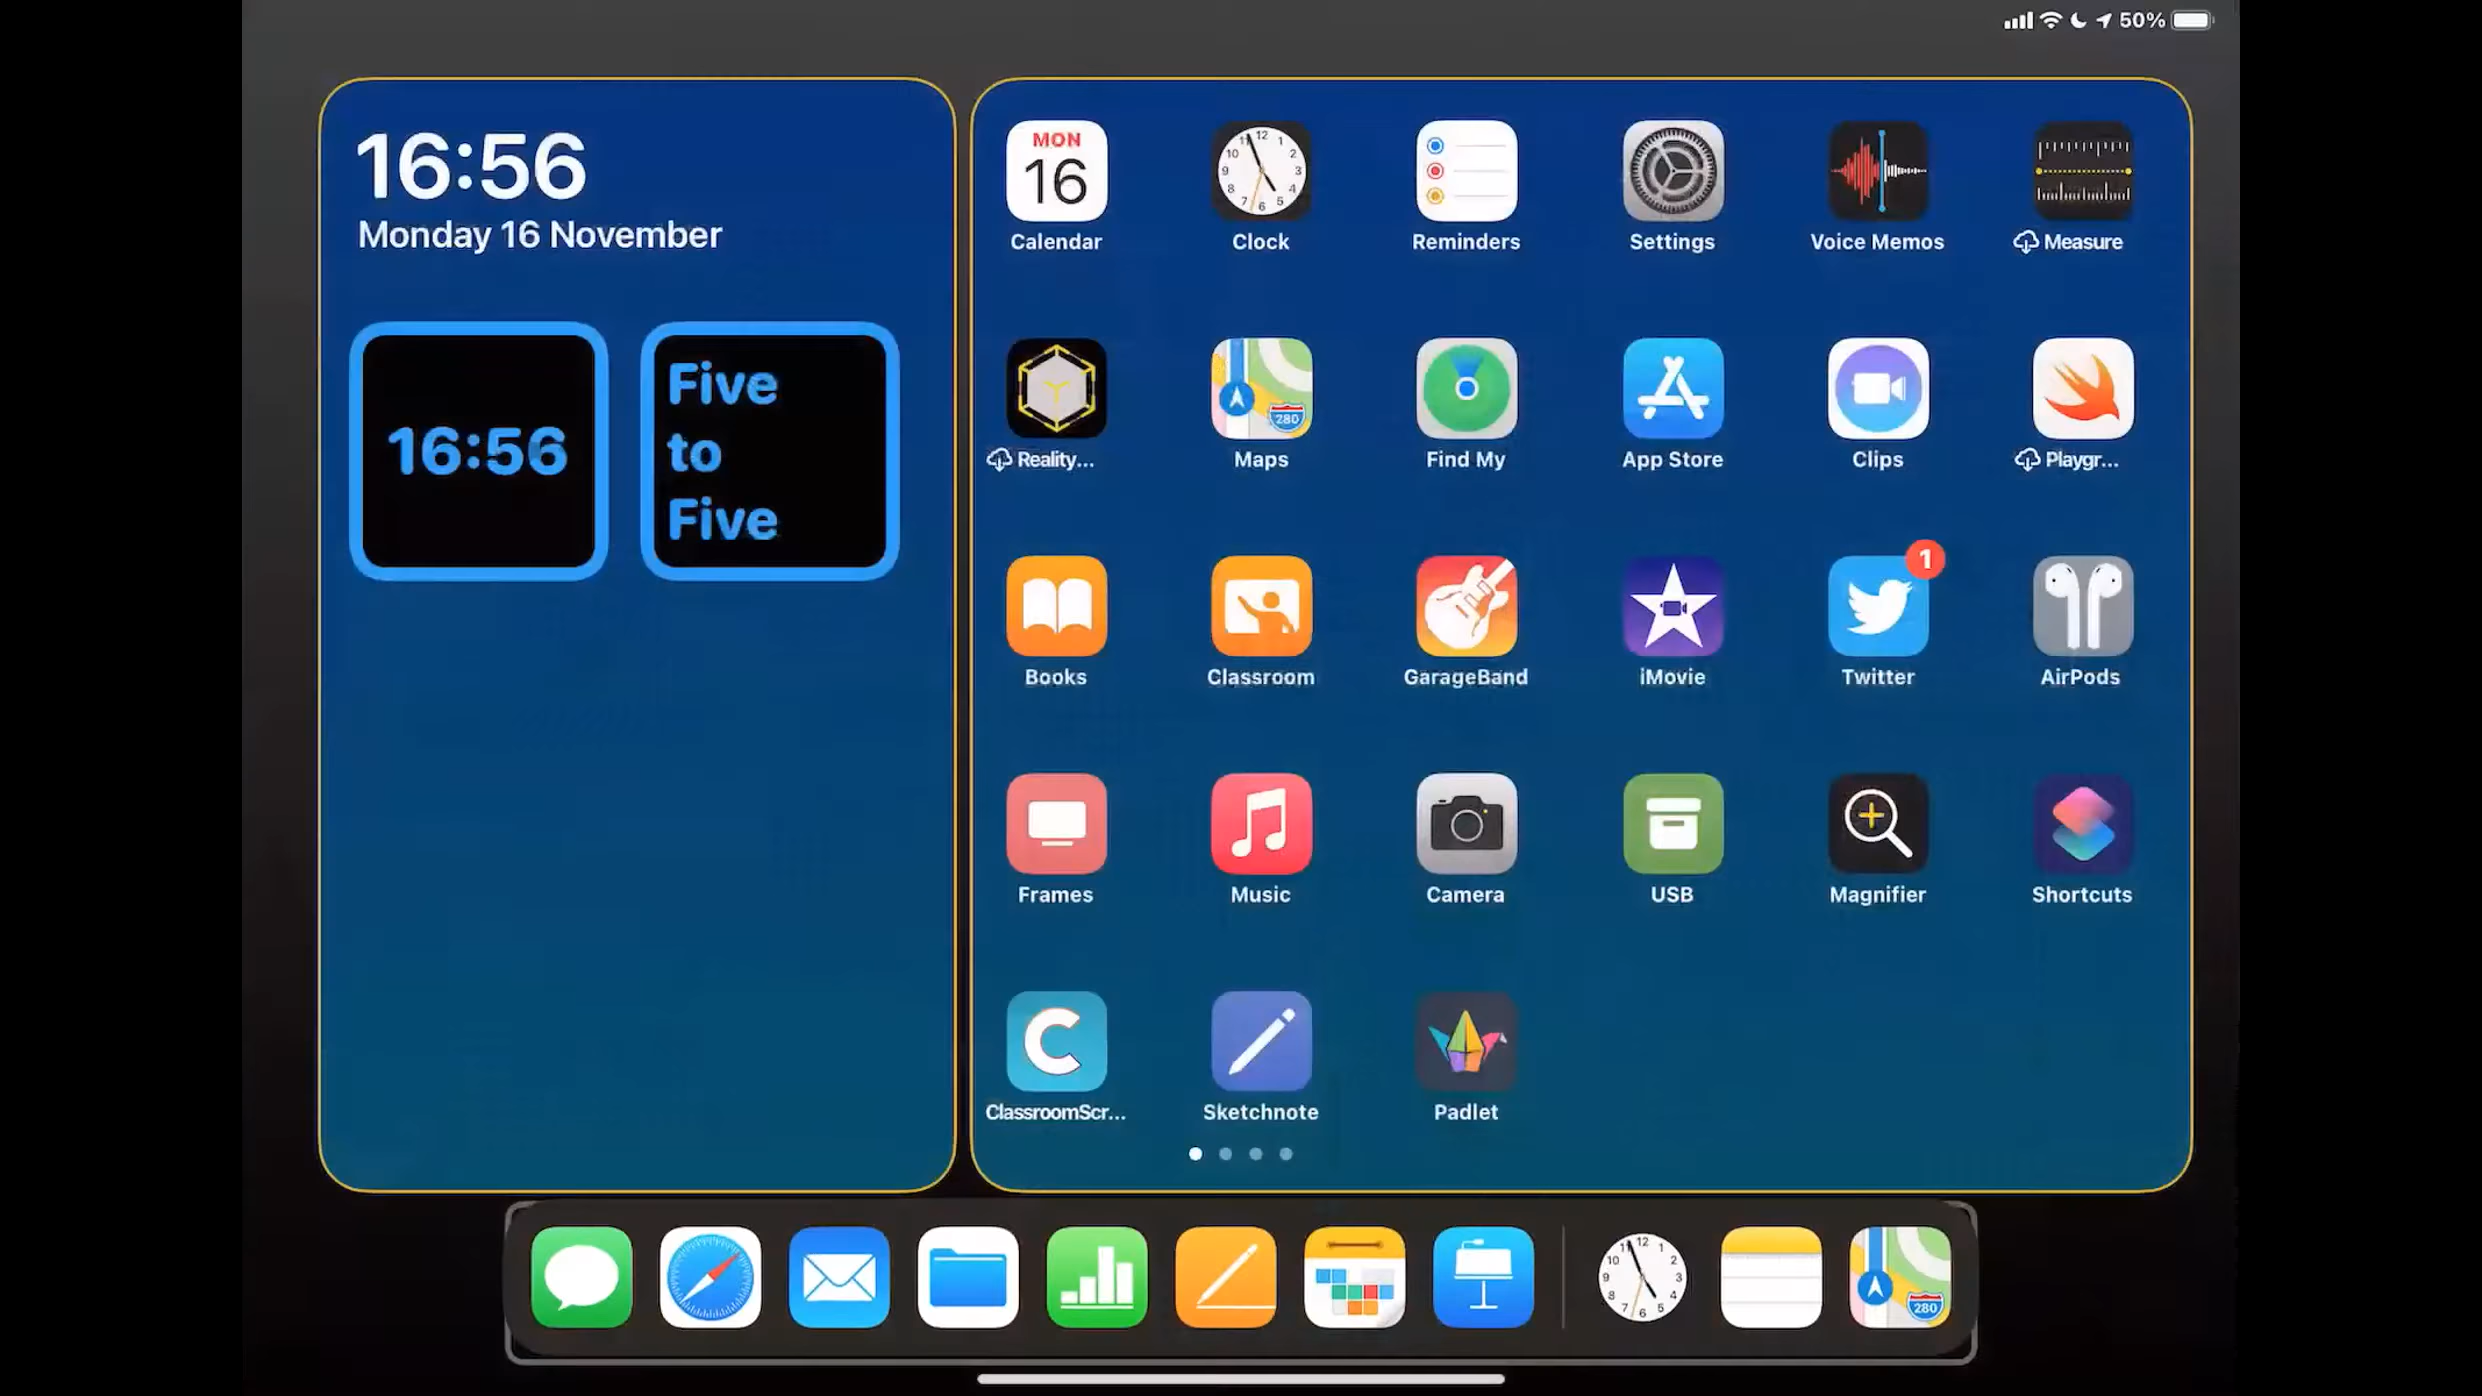 50%
16:56
Monday 16 November
16:56
Five
to
Five
MON
16
Calendar
Clock
Reminders
Settings
Voice Memos
Measure
Reality...
280
Maps
Find My
App Store
Clips
Playgr...
Books
Classroom
GarageBand
iMovie
1
Twitter
AirPods
Frames
Music
Camera
USB
Magnifier
Shortcuts
C
ClassroomScr...
Sketchnote
Padlet
280